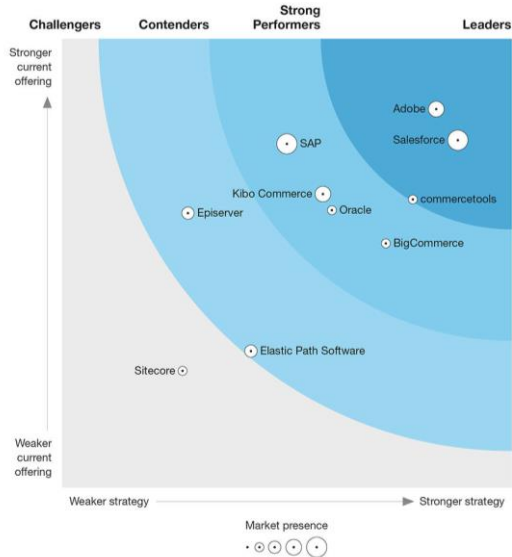 Challengers
Contenders
Strong
Performers
Leaders
Stronger
current
offering
Adobe
Salesforce
SAP
Kibo Commerce
commercetools
Oracle
Episerver
BigCommerce
Elastic Path Software
Sitecore
Weaker
current
offering
Weaker strategy
Stronger strategy
Market presence